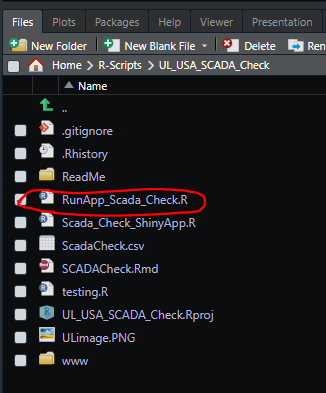 Files Plots Packages Help Viewer Presentation
New Folder New Blank File Delete Ren
Home R-Scripts UL_USA_SCADA_Check
Name
..
.gitignore
.Rhistory
ReadMe
RunApp_Scada_Check.R
Scada_Check_ShinyApp.R
ScadaCheck.csv
SCADACheck.Rmd
testing.R
UL_USA_SCADA_Check.Rproj
ULimage.PNG
www